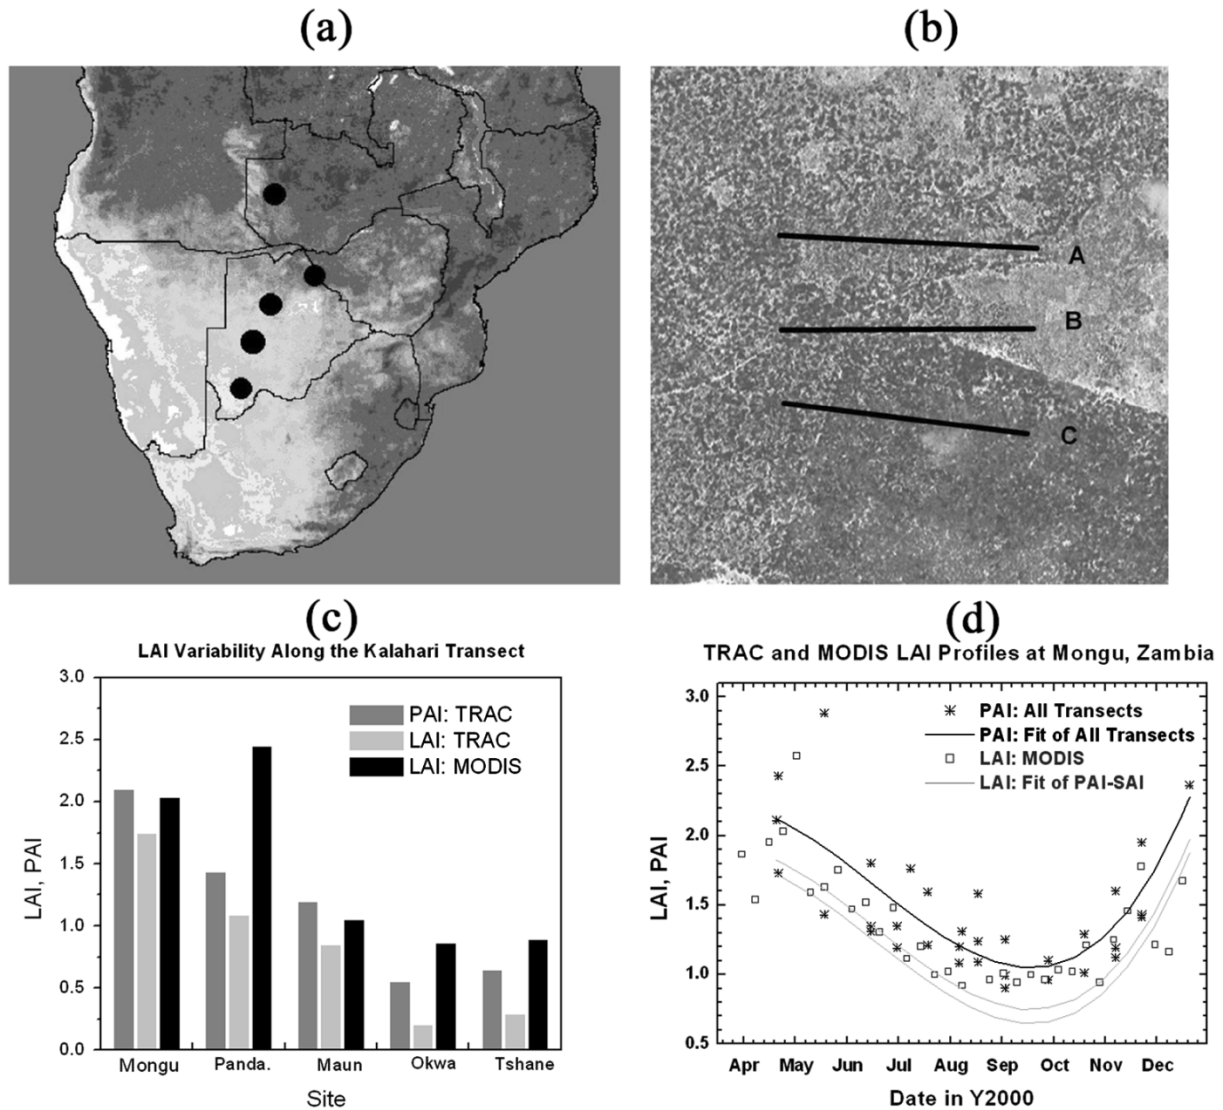 (a)
(b)
A
B
C
(c)
LAI Variability Along the Kalahari Transect
3.0
2.5
2.0
1.5
1.0
0.5
0.0
LAI, PAI
PAI: TRAC
LAI: TRAC
LAI: MODIS
Mongu Panda. Maun Okwa Tshane
Site
(d)
TRAC and MODIS LAI Profiles at Mongu, Zambia
3.0
2.5
2.0
1.5
1.0
0.5
LAI, PAI
PAI: All Transects
PAI: Fit of All Transects
LAI: MODIS
LAI: Fit of PAI-SAI
Apr May Jun Jul Aug Sep Oct Nov Dec
Date in Y2000